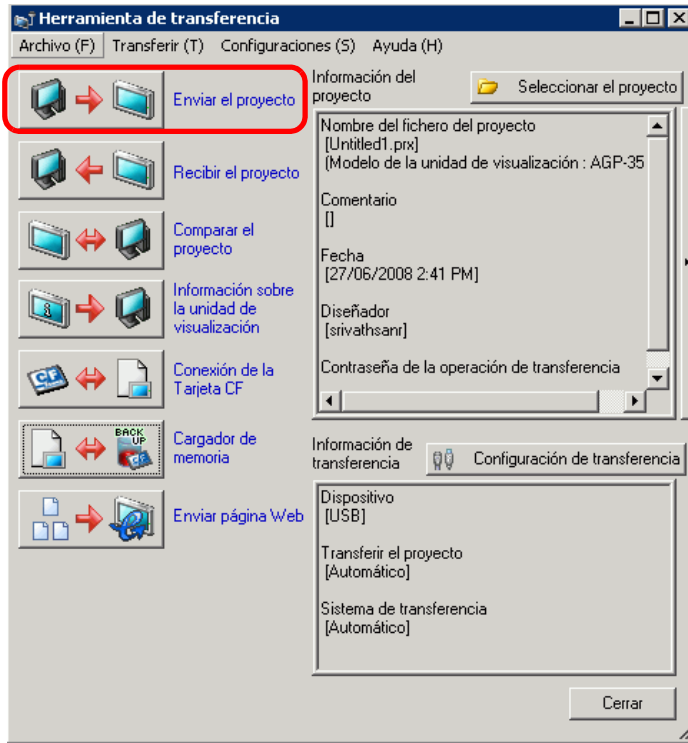 Herramienta de transferencia
Archivo (F) Transferir (T) Configuraciones (S) Ayuda (H)
Enviar el proyecto
Recibir el proyecto
Comparar el
proyecto
Información sobre
la unidad de
visualización
Conexión de la
Tarjeta CF
CF
Cargador de
memoria
BACK
UP
CF
Enviar página Web
Información del
proyecto
Seleccionar el proyecto
Nombre del fichero del proyecto
[Untitled1.prx]
(Modelo de la unidad de visualización : AGP-35
Comentario
[]
Fecha
[27/06/2008 2:41 PM]
Diseñador
[srivathsanr]
Contraseña de la operación de transferencia
Información de
transferencia
Configuración de transferencia
Dispositivo
[USB]
Transferir el proyecto
[Automático]
Sistema de transferencia
[Automático]
Cerrar